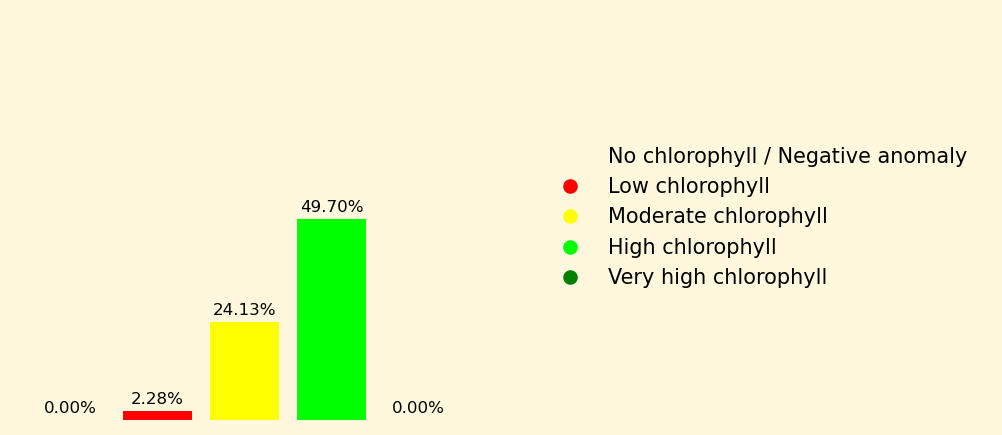 No chlorophyll / Negative anomaly
Low chlorophyll
49.70%
Moderate chlorophyll
High chlorophyll
Very high chlorophyll
24.13%
2.28%
0.00%
0.00%